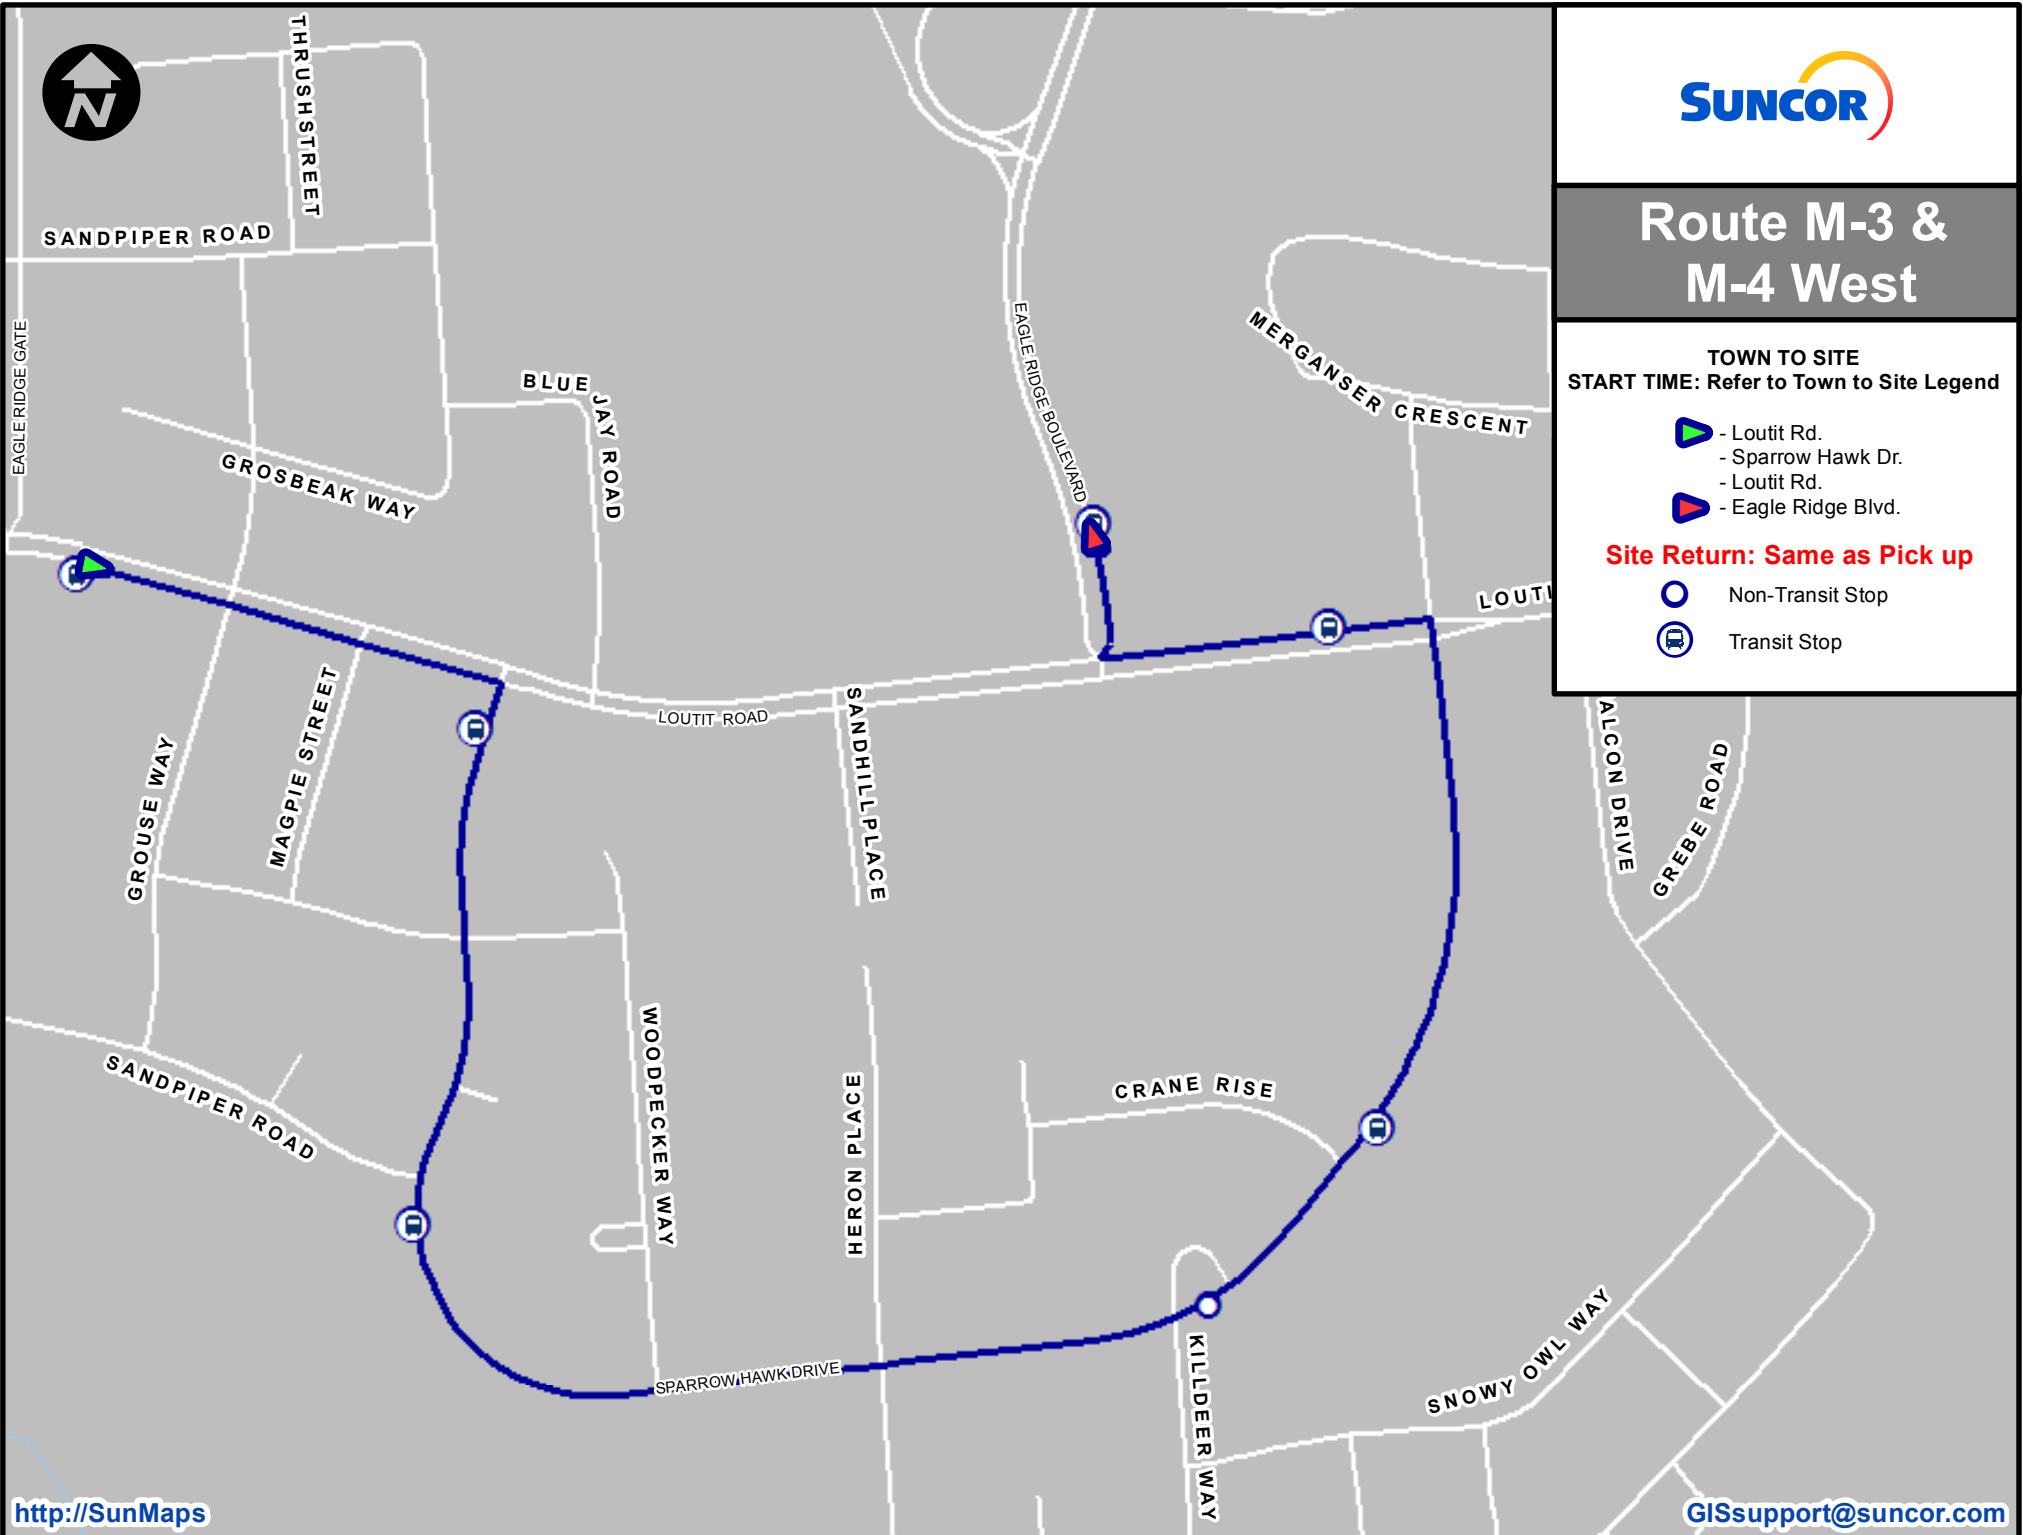 N
THRUSHSTREET
SANDPIPER ROAD
EAGLE RIDGE GATE
BLUE JAY ROAD
GROSBEAK WAY
EAGLE RIDGE BOULEVARD
MERGANSER CRESCENT
SUNCOR
Route M-3 &
M-4 West
TOWN TO SITE
START TIME: Refer to Town to Site Legend
- Loutit Rd.
- Sparrow Hawk Dr.
- Loutit Rd.
- Eagle Ridge Blvd.
Site Return: Same as Pick up
Non-Transit Stop
Transit Stop
LOUTI
LOUTIT ROAD
GROUSE WAY
MAGPIE STREET
SANDHILLPLACE
ALCON DRIVE
GREBE ROAD
SANDPIPER ROAD
WOODPECKER WAY
HERON PLACE
CRANE RISE
SPARROW HAWK DRIVE
KILLDEER WAY
SNOWY OWL WAY
http://SunMaps
GISsupport@suncor.com